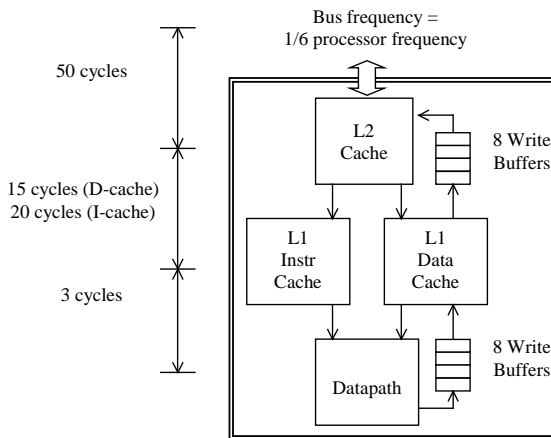 Bus frequency =
1/6 processor frequency
50 cycles
L2
Cache
8 Write
Buffers
15 cycles (D-cache)
20 cycles (I-cache)
L1
Instr
Cache
L1
Data
Cache
3 cycles
Datapath
8 Write
Buffers